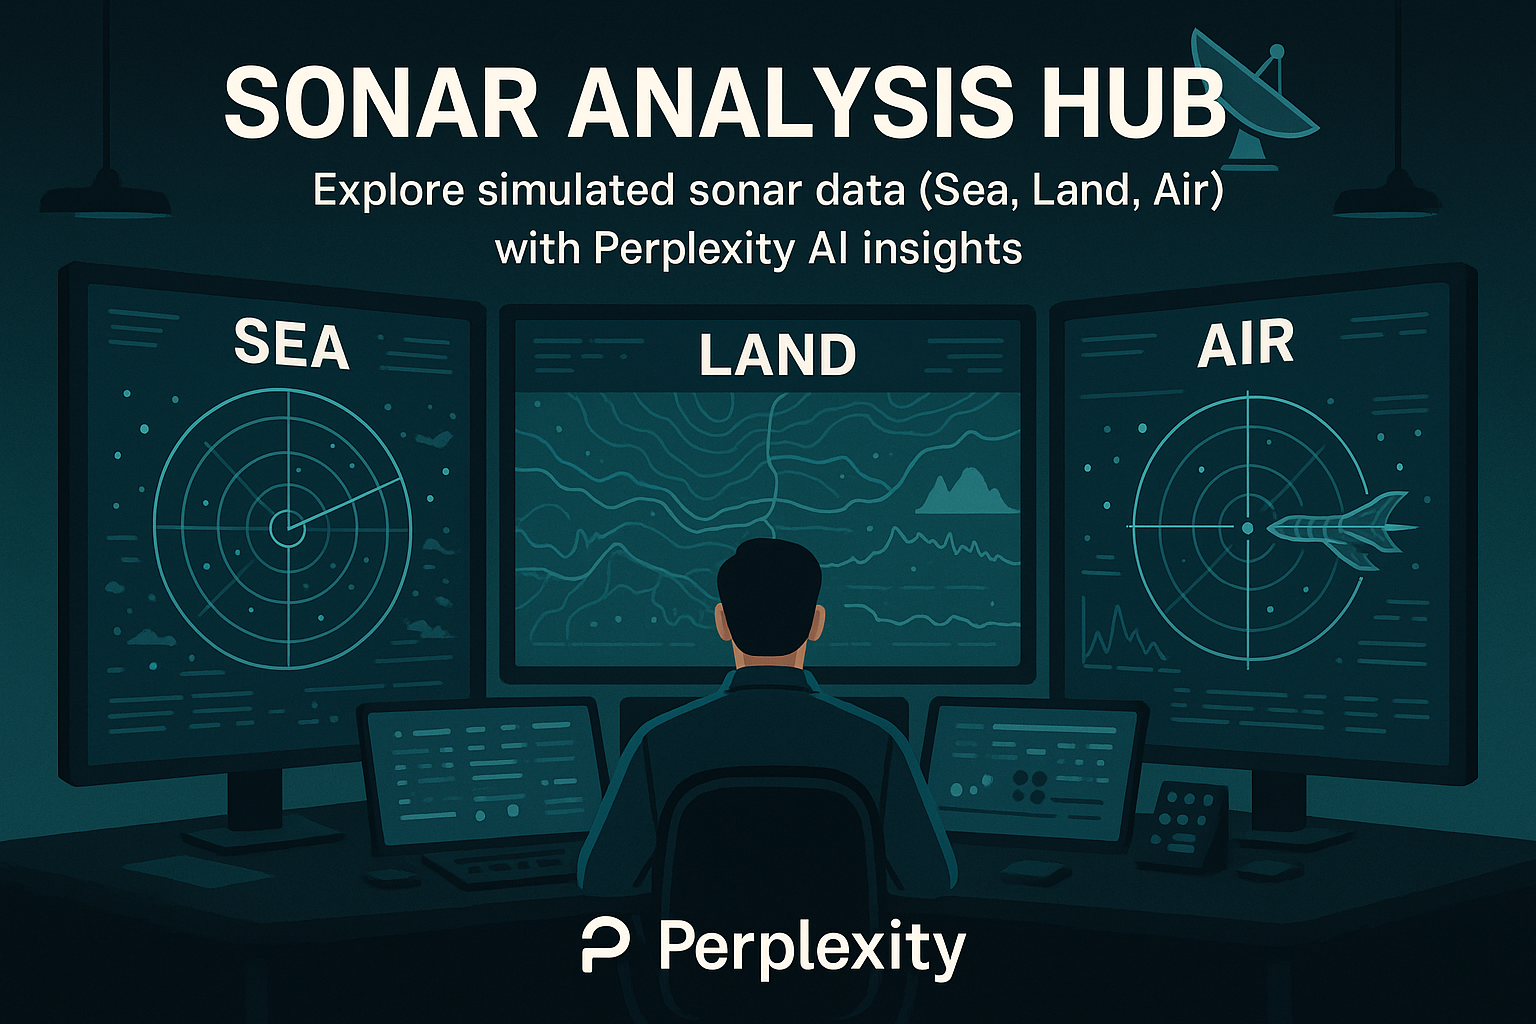 SONAR ANALYSIS HUB
Explore simulated sonar data (Sea, Land, Air)
with Perplexity AI insights
SEA
LAND
AIR
Perplexity